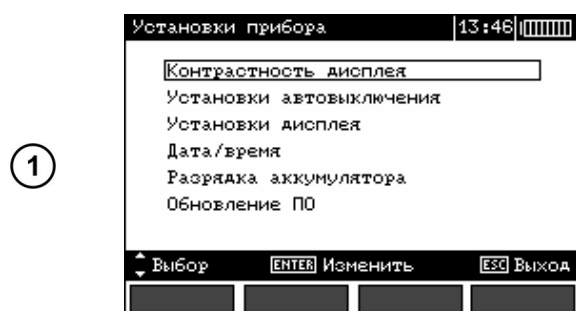 Установки прибора 13:46
Контрастность дисплея
Установки автовыключения
Установки дисплея
Дата/время
Разрядка аккумулятора
Обновление ПО
1
Выбор ENTER Изменить ESC Выход